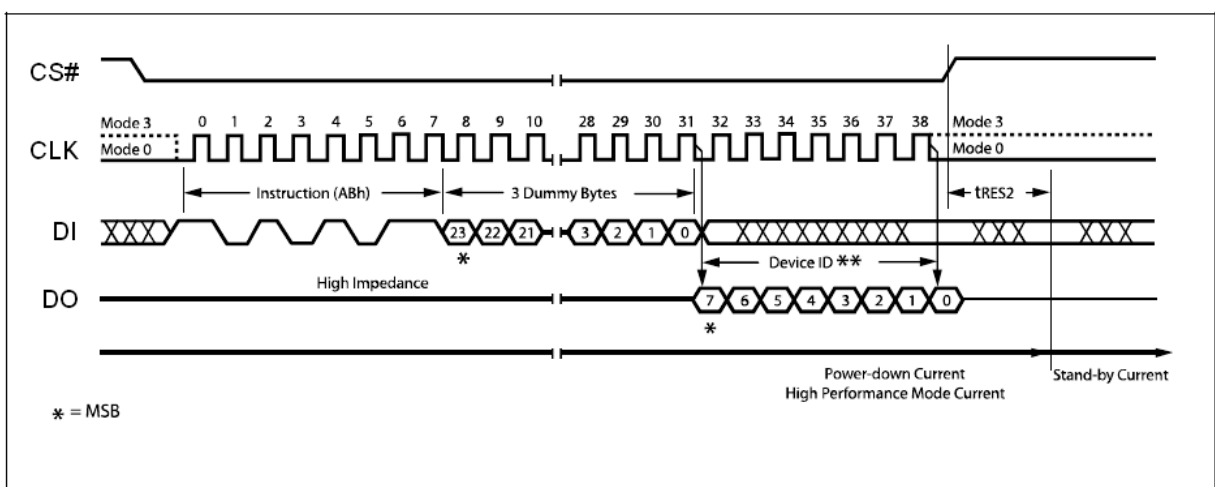 CS#
Mode 3
0 1 2 3 4 5 6 7 8 9 10 28 29 30 31 32 33 34 35 36 37 38
Mode 3
CLK
Mode 0
Mode 0
Instruction (ABh)
3 Dummy Bytes
tRES2
DI
23 22 21 3 2 1 0
*
Device ID **
High Impedance
DO
7 6 5 4 3 2 1 0
*
Power-down Current
High Performance Mode Current
Stand-by Current
* = MSB